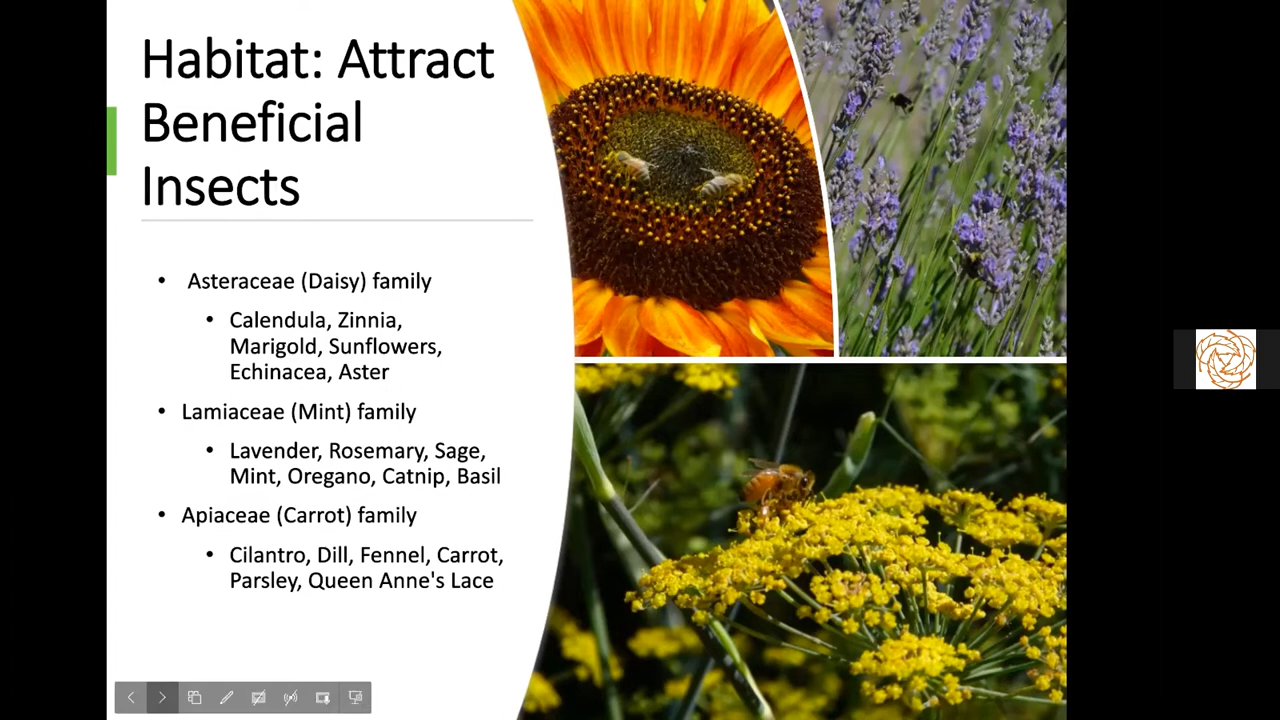 Habitat: Attract
Beneficial
Insects
• Asteraceae (Daisy) family
• Calendula, Zinnia,
Marigold, Sunflowers,
Echinacea, Aster
• Lamiaceae (Mint) family
• Lavender, Rosemary, Sage,
Mint, Oregano, Catnip, Basil
• Apiaceae (Carrot) family
• Cilantro, Dill, Fennel, Carrot,
Parsley, Queen Anne's Lace